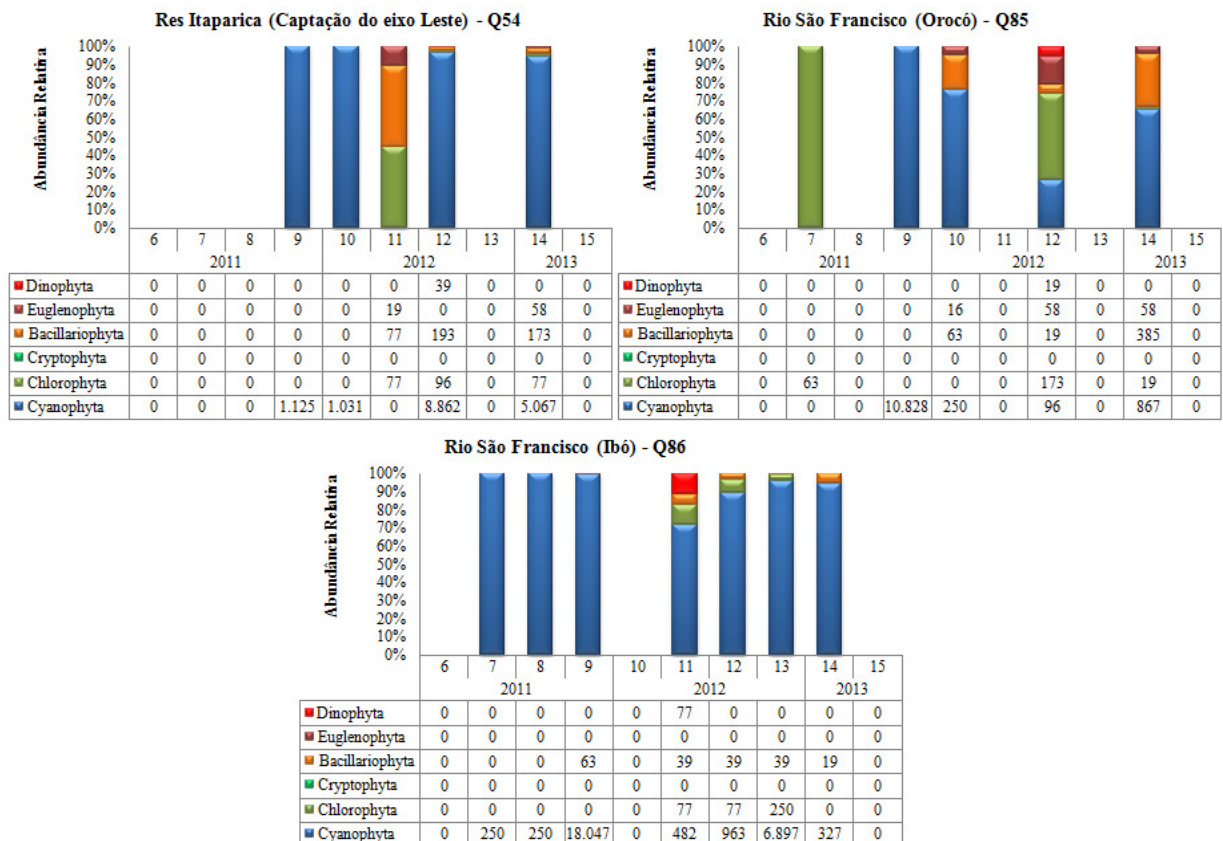 Res Itaparica (Captação do eixo Leste) - Q54
Abundância Relativa
100%
90%
80%
70%
60%
50%
40%
30%
20%
10%
0%
6 7 8 9 10 11 12 13 14 15
2011 2012 2013
Dinophyta 0 0 0 0 0 0 39 0 0 0
Euglenophyta 0 0 0 0 0 19 0 0 58 0
Bacillariophyta 0 0 0 0 0 77 193 0 173 0
Cryptophyta 0 0 0 0 0 0 0 0 0 0
Chlorophyta 0 0 0 0 0 77 96 0 77 0
Cyanophyta 0 0 0 1.125 1.031 0 8.862 0 5.067 0
Rio São Francisco (Orocó) - Q85
Abundância Relativa
100%
90%
80%
70%
60%
50%
40%
30%
20%
10%
0%
6 7 8 9 10 11 12 13 14 15
2011 2012 2013
Dinophyta 0 0 0 0 0 0 19 0 0 0
Euglenophyta 0 0 0 0 16 0 58 0 58 0
Bacillariophyta 0 0 0 0 63 0 19 0 385 0
Cryptophyta 0 0 0 0 0 0 0 0 0 0
Chlorophyta 0 63 0 0 0 0 173 0 19 0
Cyanophyta 0 0 0 10.828 250 0 96 0 867 0
Rio São Francisco (Ibó) - Q86
Abundância Relativa
100%
90%
80%
70%
60%
50%
40%
30%
20%
10%
0%
6 7 8 9 10 11 12 13 14 15
2011 2012 2013
Dinophyta 0 0 0 0 0 77 0 0 0 0
Euglenophyta 0 0 0 0 0 0 0 0 0 0
Bacillariophyta 0 0 0 63 0 39 39 39 19 0
Cryptophyta 0 0 0 0 0 0 0 0 0 0
Chlorophyta 0 0 0 0 0 77 77 250 0 0
Cyanophyta 0 250 250 18.047 0 482 963 6.897 327 0